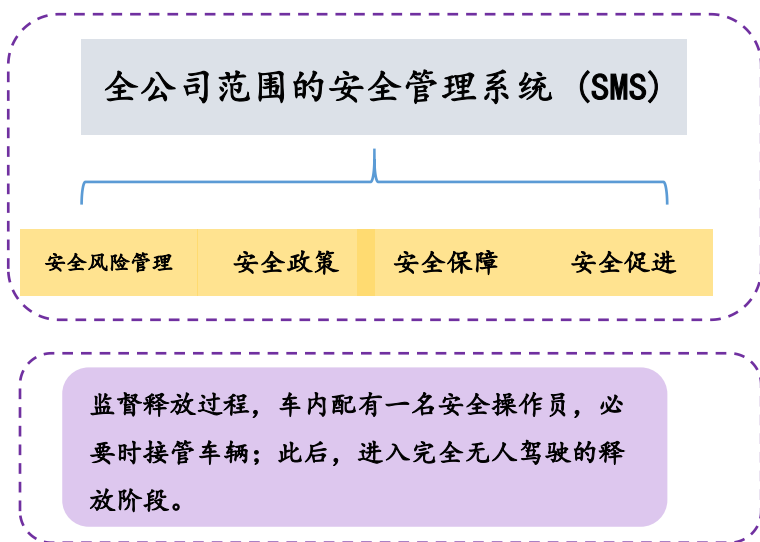 全公司范围的安全管理系统 (SMS)
安全风险管理 安全政策 安全保障 安全促进
监督释放过程，车内配有一名安全操作员，必
要时接管车辆；此后，进入完全无人驾驶的释
放阶段。